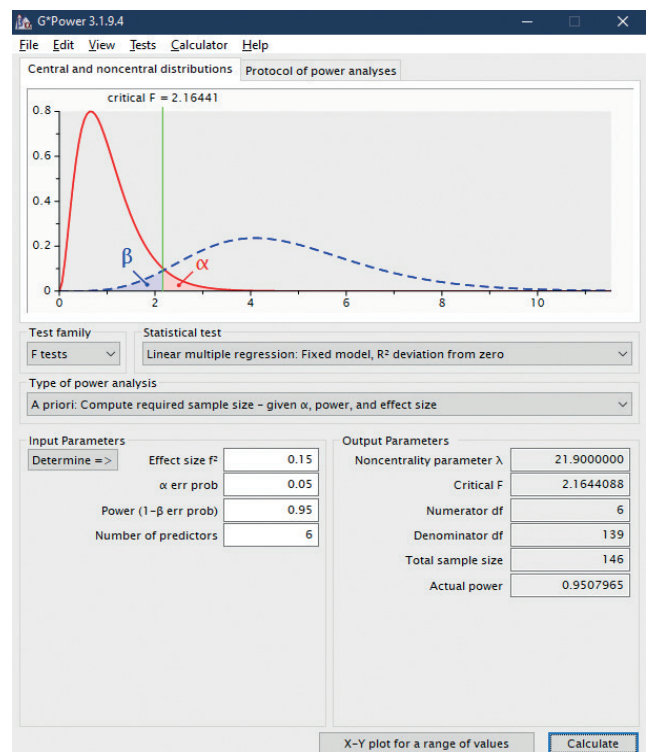 G*Power 3.1.9.4
File Edit View Tests Calculator Help
Central and noncentral distributions Protocol of power analyses
critical F = 2.16441
0.8
0.6
0.4
0.2
0
β α
0 2 4 6 8 10
Test family Statistical test
F tests Linear multiple regression: Fixed model, R² deviation from zero
Type of power analysis
A priori: Compute required sample size – given α, power, and effect size
Input Parameters Output Parameters
Determine => Effect size f² 0.15 Noncentrality parameter λ 21.9000000
α err prob 0.05 Critical F 2.1644088
Power (1-β err prob) 0.95 Numerator df 6
Number of predictors 6 Denominator df 139
Total sample size 146
Actual power 0.9507965
X-Y plot for a range of values Calculate